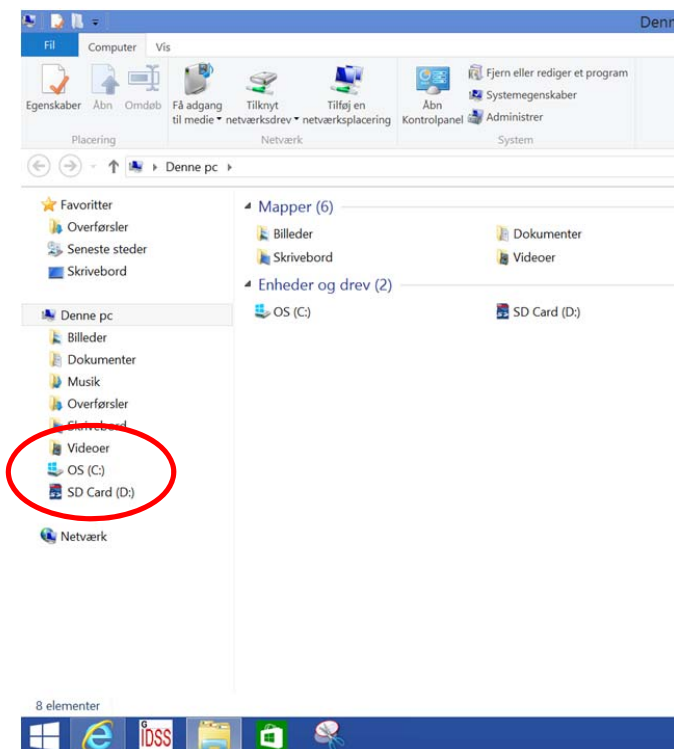 Denn
Fil Computer Vis
Egenskaber Åbn Omdøb Få adgang til medie Tilknyt netværksdrev Tilføj en netværksplacering Åbn Kontrolpanel
Fjern eller rediger et program
Systemegenskaber
Administrer
Placering Netværk System
Denne pc
Favoritter
Overførsler
Seneste steder
Skrivebord
Denne pc
Billeder
Dokumenter
Musik
Overførsler
Skrivebord
Videoer
OS (C:)
SD Card (D:)
Netværk
Mapper (6)
Billeder Dokumenter
Skrivebord Videoer
Enheder og drev (2)
OS (C:) SD Card (D:)
8 elementer
G
iDSS